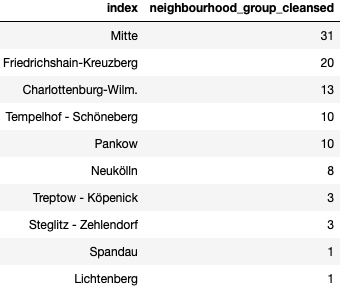 index neighbourhood_group_cleansed
Mitte 31
Friedrichshain-Kreuzberg 20
Charlottenburg-Wilm. 13
Tempelhof - Schöneberg 10
Pankow 10
Neukölln 8
Treptow - Köpenick 3
Steglitz - Zehlendorf 3
Spandau 1
Lichtenberg 1